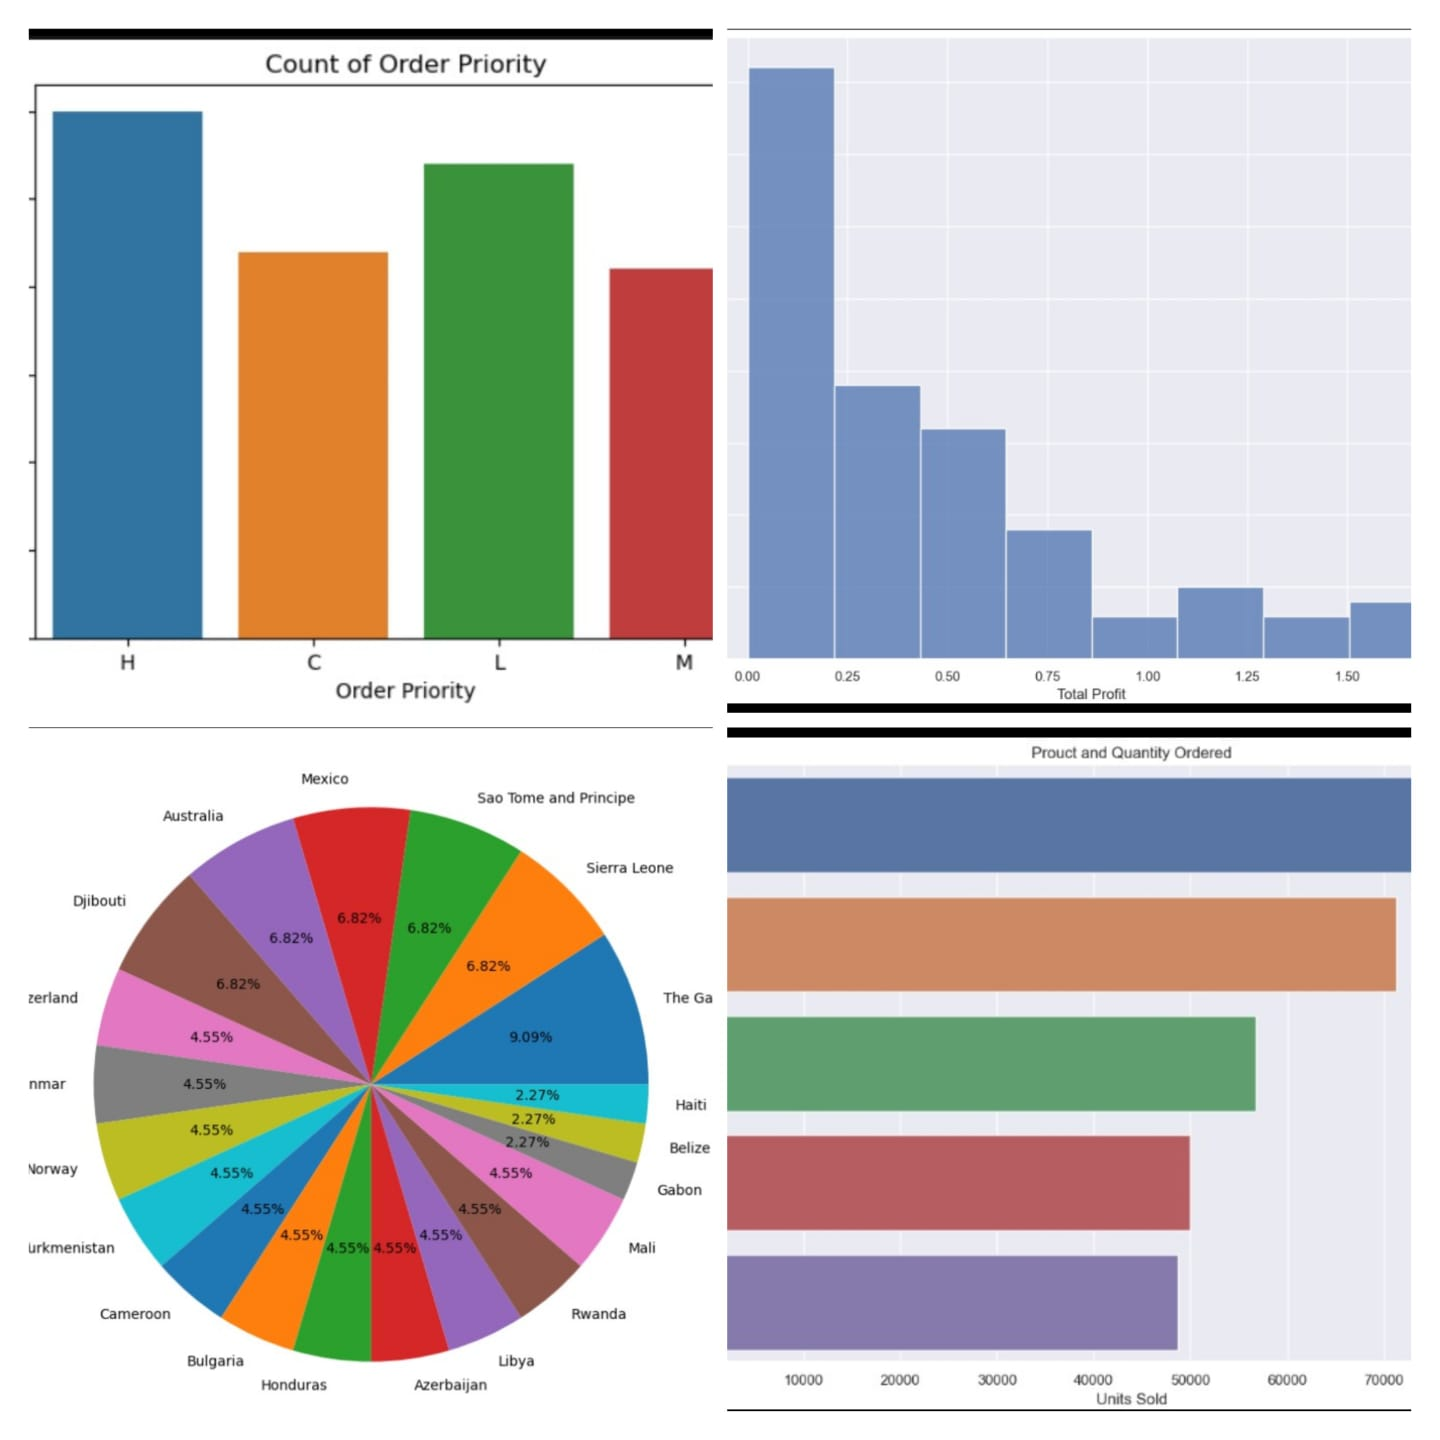 Count of Order Priority
H C L M
Order Priority
0.00 0.25 0.50 0.75 1.00 1.25 1.50
Total Profit
Mexico
Sao Tome and Principe
Australia
Sierra Leone
Djibouti
6.82% 6.82%
6.82%
6.82%
6.82%
zerland
The Ga
4.55%
9.09%
nmar
4.55%
2.27%
Haiti
2.27%
4.55%
2.27%
Belize
Norway
4.55%
4.55%
Gabon
4.55%
4.55%
4.55%
4.55%
4.55% 4.55%
urkmenistan
Mali
Cameroon
Rwanda
Bulgaria
Libya
Honduras
Azerbaijan
Prouct and Quantity Ordered
10000 20000 30000 40000 50000 60000 70000
Units Sold